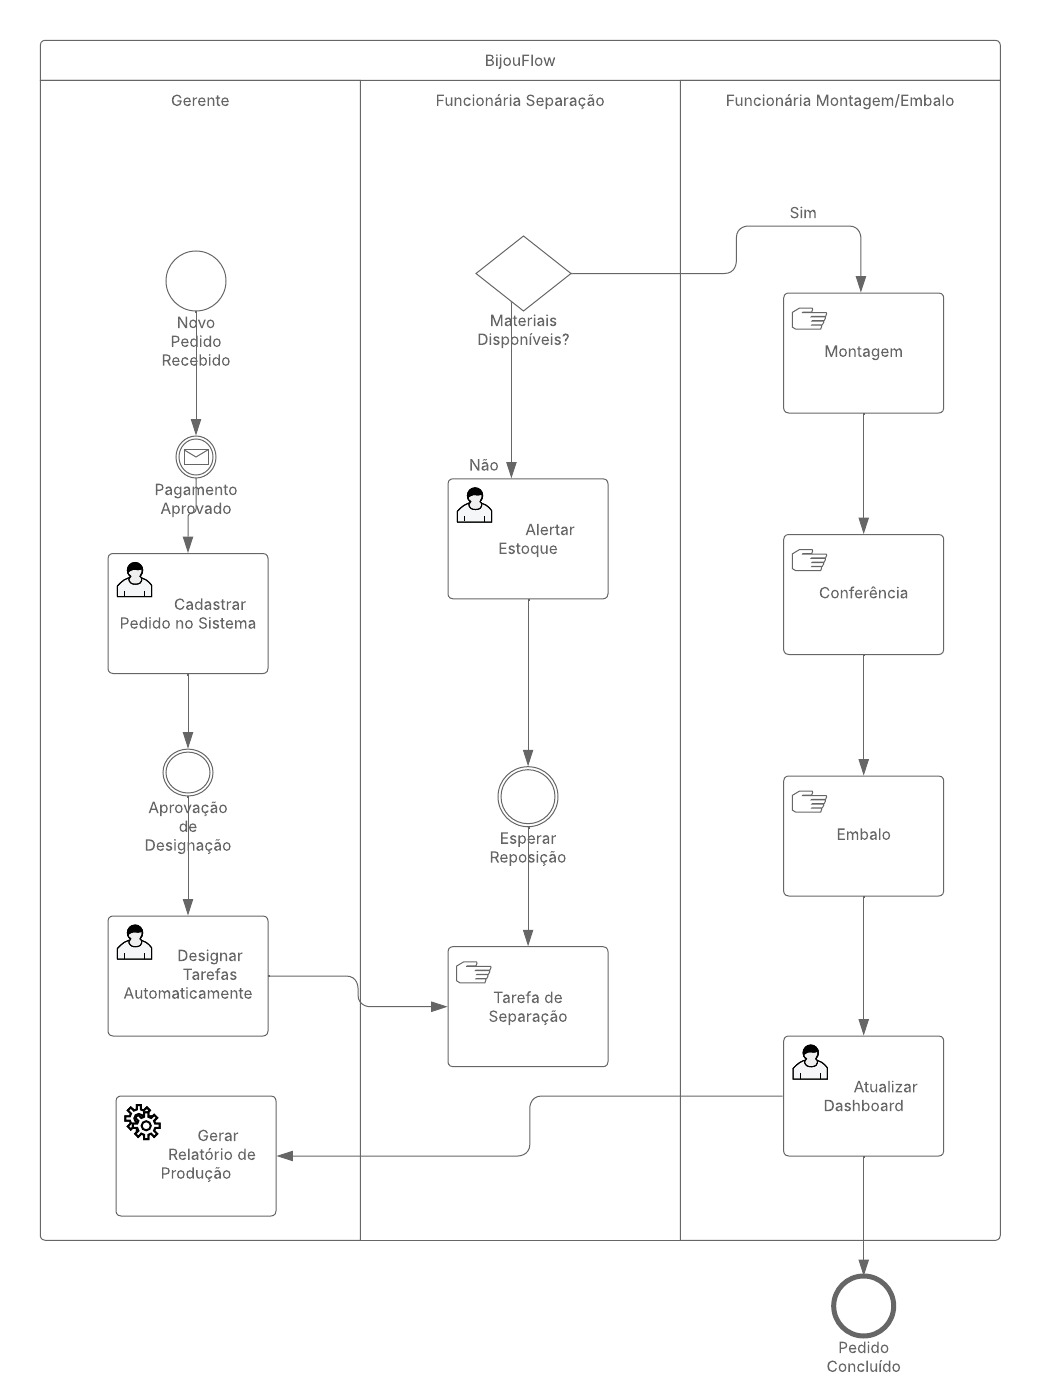 BijouFlow
Gerente
Funcionária Separação
Funcionária Montagem/Embalo
Novo
Pedido
Recebido
Pagamento
Aprovado
Cadastrar
Pedido no Sistema
Aprovação
de
Designação
Designar
Tarefas
Automaticamente
Gerar
Relatório de
Produção
Materiais
Disponíveis?
Não
Alertar
Estoque
Esperar
Reposição
Tarefa de
Separação
Sim
Montagem
Conferência
Embalo
Atualizar
Dashboard
Pedido
Concluído